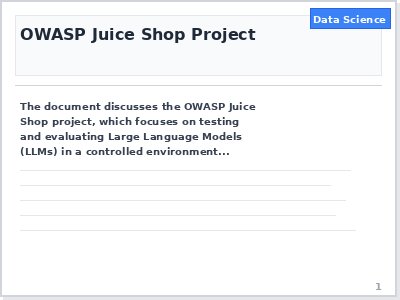 Data Science
OWASP Juice Shop Project
The document discusses the OWASP Juice
Shop project, which focuses on testing
and evaluating Large Language Models
(LLMs) in a controlled environment...
1